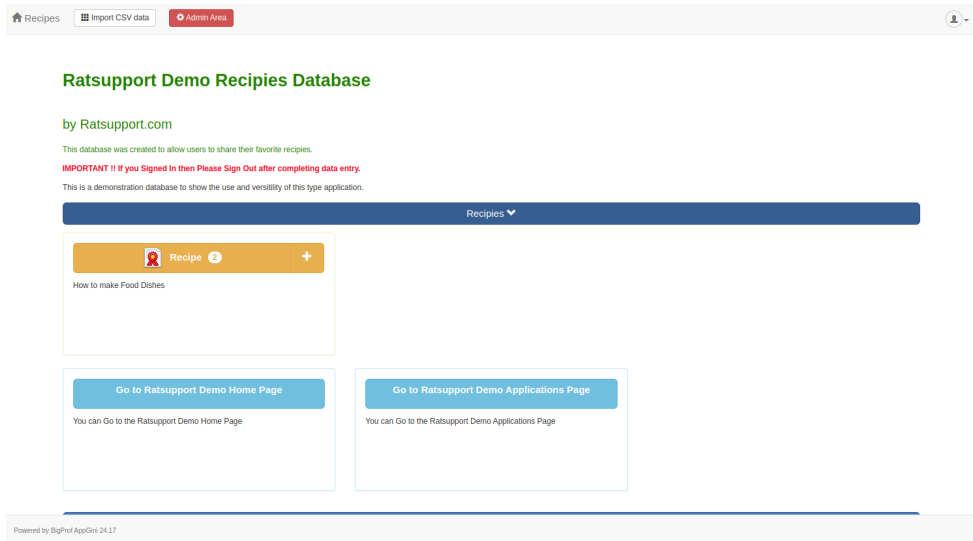 Recipes Import CSV data Admin Area
Ratsupport Demo Recipies Database
by Ratsupport.com
This database was created to allow users to share their favorite recipies.
IMPORTANT !! If you Signed In then Please Sign Out after completing data entry.
This is a demonstration database to show the use and versitility of this type application.
Recipies
Recipe 2 +
How to make Food Dishes
Go to Ratsupport Demo Home Page
You can Go to the Ratsupport Demo Home Page
Go to Ratsupport Demo Applications Page
You can Go to the Ratsupport Demo Applications Page
Powered by BigProf AppGini 24.17